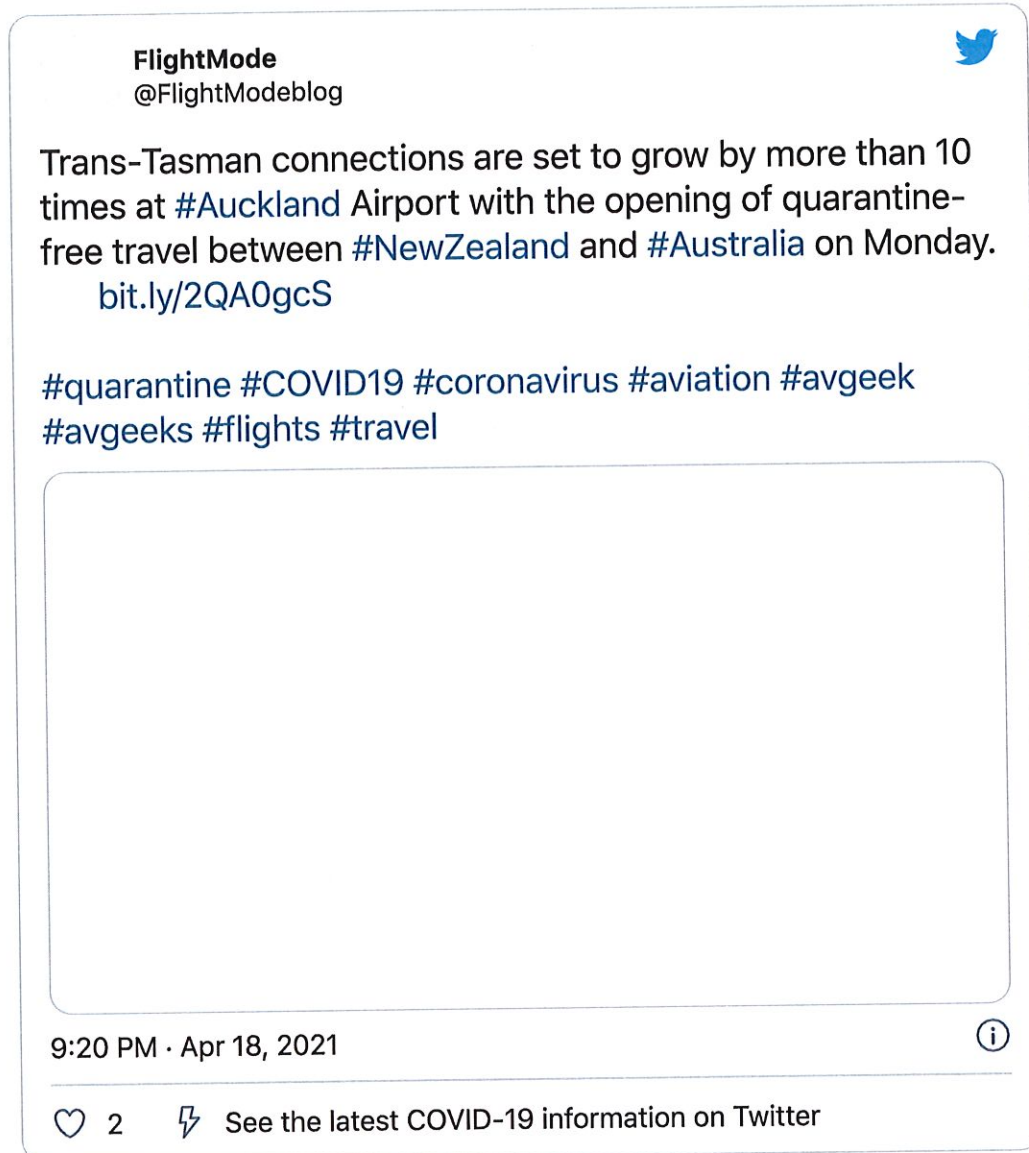 FlightMode
@FlightModeblog
Trans-Tasman connections are set to grow by more than 10
times at #Auckland Airport with the opening of quarantine-
free travel between #NewZealand and #Australia on Monday.
bit.ly/2QA0gcS
#quarantine #COVID19 #coronavirus #aviation #avgeek
#avgeeks #flights #travel
9:20 PM · Apr 18, 2021
2
See the latest COVID-19 information on Twitter